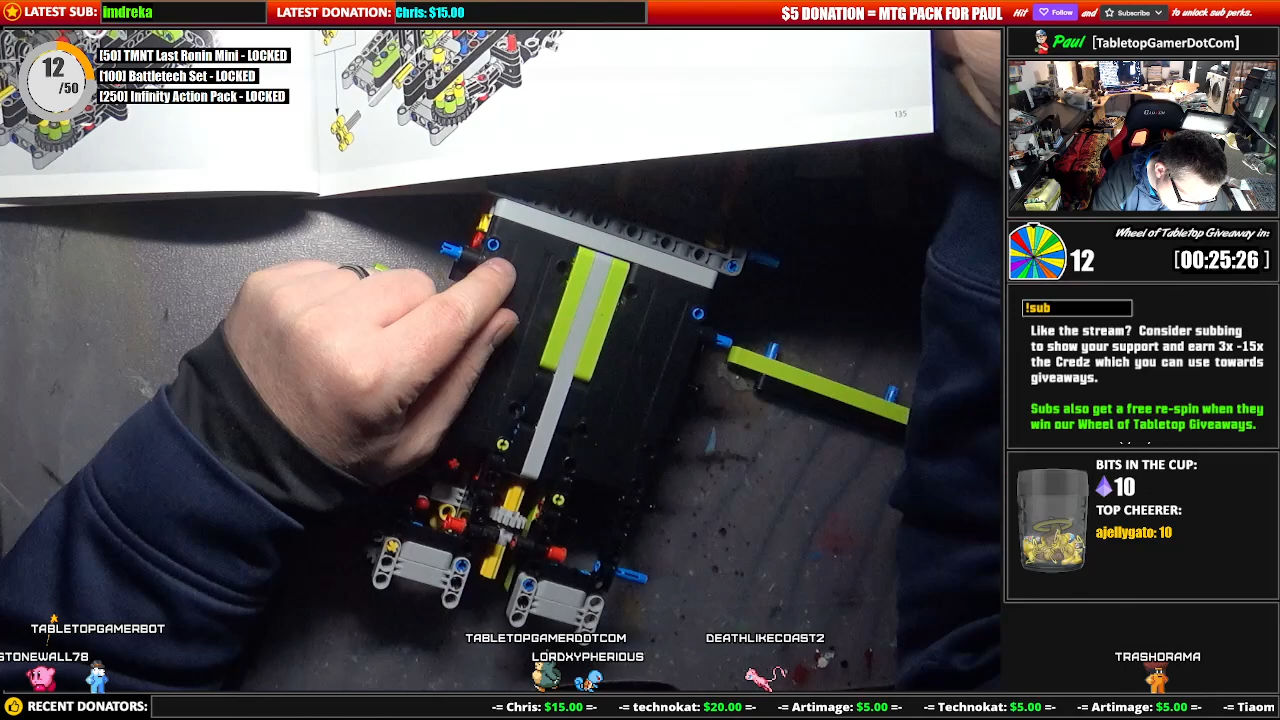 LATEST SUB: imdreka
LATEST DONATION: Chris: $15.00
$5 DONATION = MTG PACK FOR PAUL
Hit Follow and Subscribe to unlock sub perks.
12
/50
[50] TMNT Last Ronin Mini - LOCKED
[100] Battletech Set - LOCKED
[250] Infinity Action Pack - LOCKED
135
Paul [TabletopGamerDotCom]
Wheel of Tabletop Giveaway in:
12 [00:25:26 ]
!sub
Like the stream? Consider subbing
to show your support and earn 3x -15x
the Credz which you can use towards
giveaways.
Subs also get a free re-spin when they
win our Wheel of Tabletop Giveaways.
BITS IN THE CUP:
10
TOP CHEERER:
ajellygato: 10
TABLETOPGAMERBOT
STONEWALL78
TABLETOPGAMERDOTCOM
LORDXYPHERIOUS
DEATHLIKECOAST2
TRASHORAMA
RECENT DONATORS: -= Chris: $15.00 =- -= technokat: $20.00 =- -= Artimage: $5.00 =- -= Technokat: $5.00 =- -= Artimage: $5.00 =- -= Tiaom